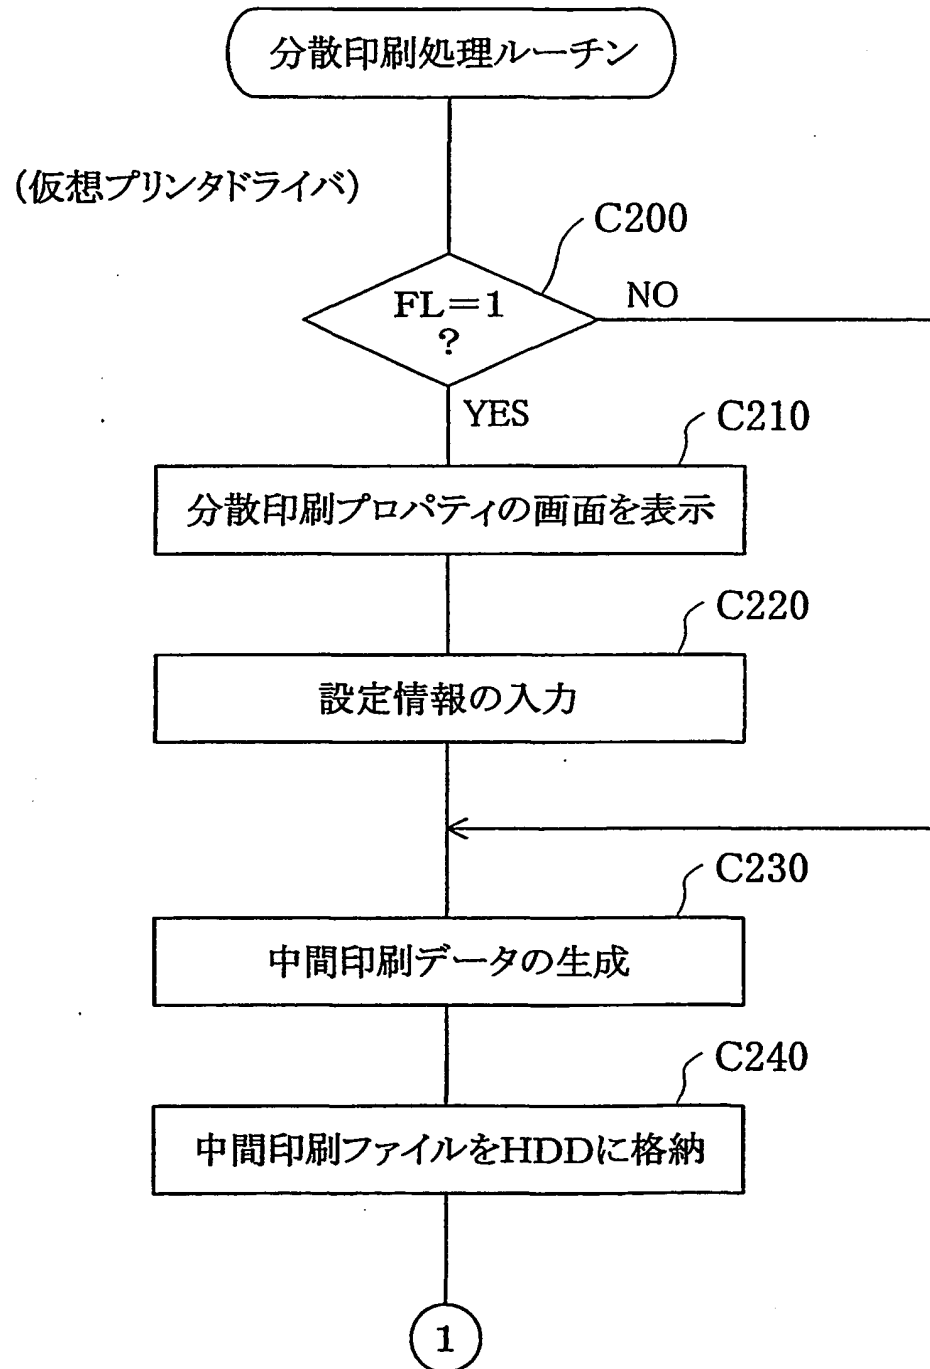 分散印刷処理ルーチン
(仮想プリンタドライバ)
C200
FL=1
?
NO
YES
C210
分散印刷プロパティの画面を表示
C220
設定情報の入力
C230
中間印刷データの生成
C240
中間印刷ファイルをHDDに格納
1